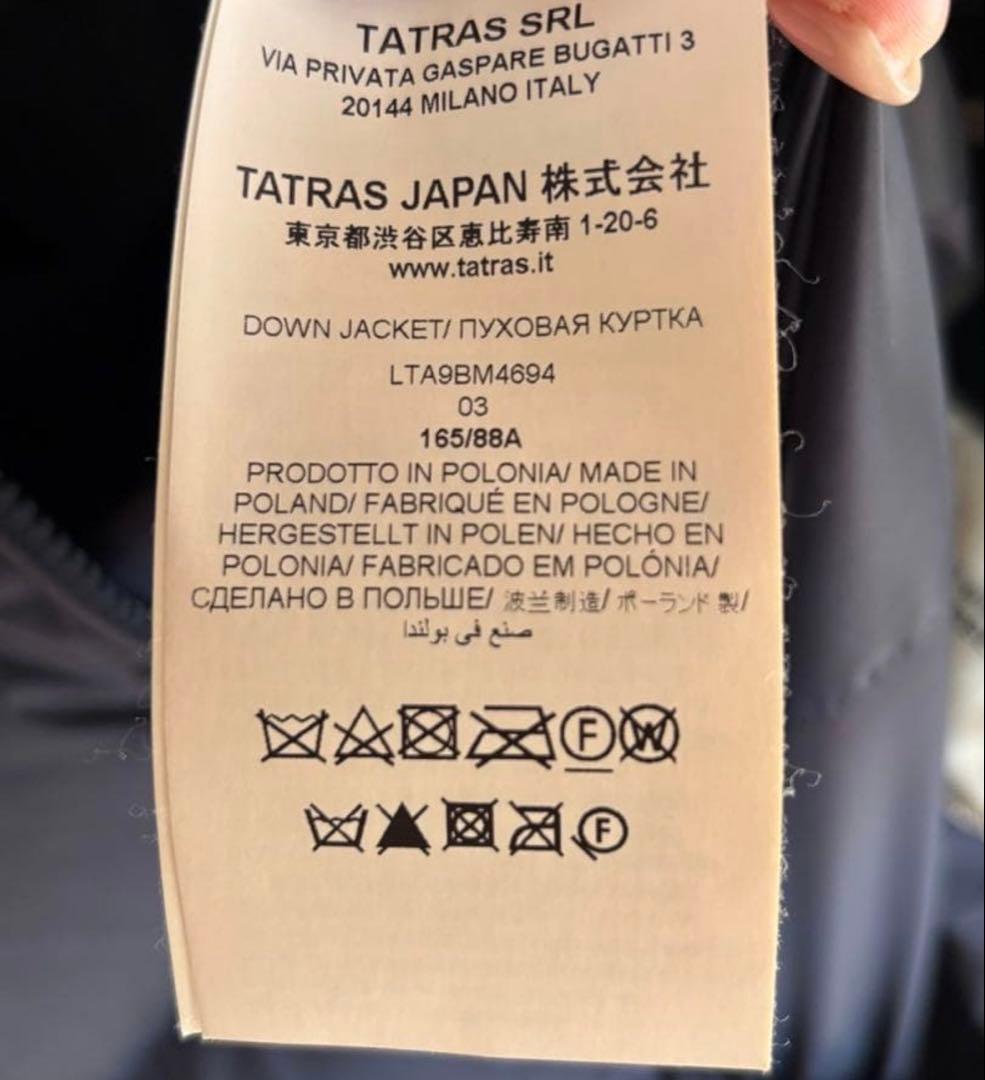 TATRAS SRL
VIA PRIVATA GASPARE BUGATTI 3
20144 MILANO ITALY
TATRAS JAPAN 株式会社
東京都渋谷区恵比寿南 1-20-6
www.tatras.it
DOWN JACKET/ ПУХОВАЯ КУРТКА
LTA9BM4694
03
165/88A
PRODOTTO IN POLONIA/ MADE IN
POLAND/ FABRIQUÉ EN POLOGNE/
HERGESTELLT IN POLEN/ HECHO EN
POLONIA/ FABRICADO EM POLÓNIA/
СДЕЛАНО В ПОЛЬШЕ/ 波兰制造/ ポーランド 製/
صنع في بولندا
F W
F